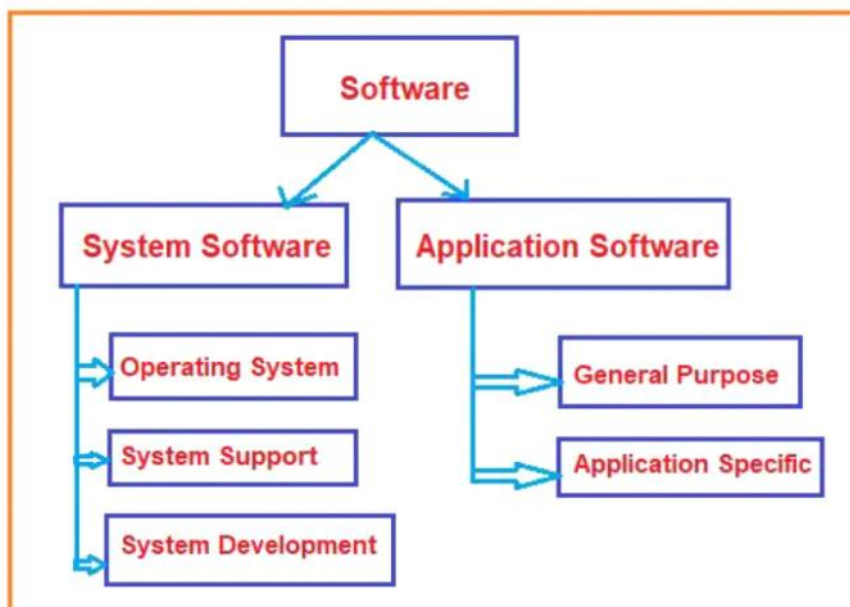 Software
System Software
Application Software
Operating System
System Support
System Development
General Purpose
Application Specific